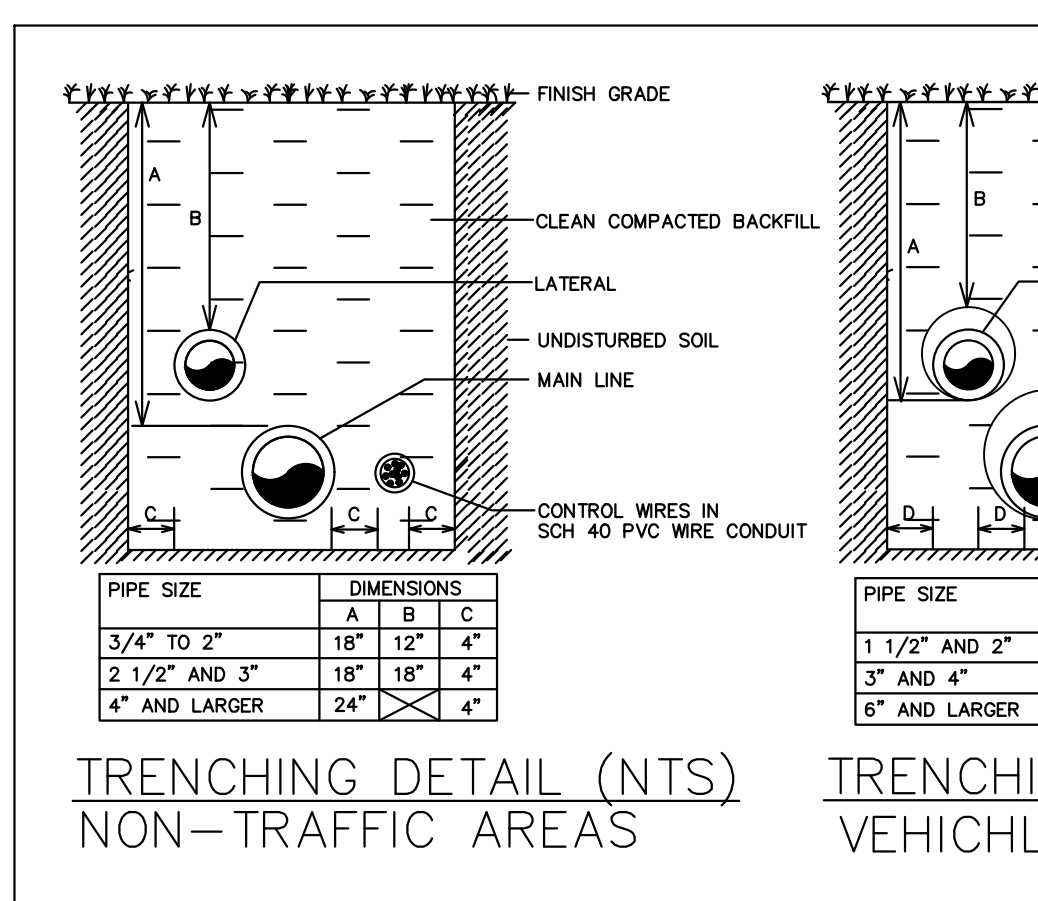 FINISH GRADE
A
B
CLEAN COMPACTED BACKFILL
LATERAL
UNDISTURBED SOIL
MAIN LINE
CONTROL WIRES IN
SCH 40 PVC WIRE CONDUIT
C C C
PIPE SIZE DIMENSIONS
A B C
3/4" TO 2" 18" 12" 4"
2 1/2" AND 3" 18" 18" 4"
4" AND LARGER 24" 4"
TRENCHING DETAIL (NTS)
NON-TRAFFIC AREAS
B
A
D D
PIPE SIZE
1 1/2" AND 2"
3" AND 4"
6" AND LARGER
TRENCHI
VEHICHL